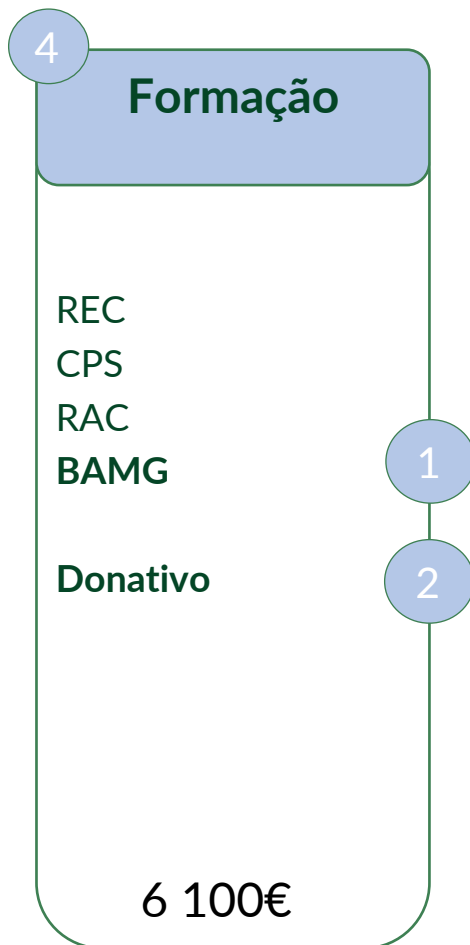 4
Formação
REC
CPS
RAC
BAMG
1
Donativo
2
6 100€